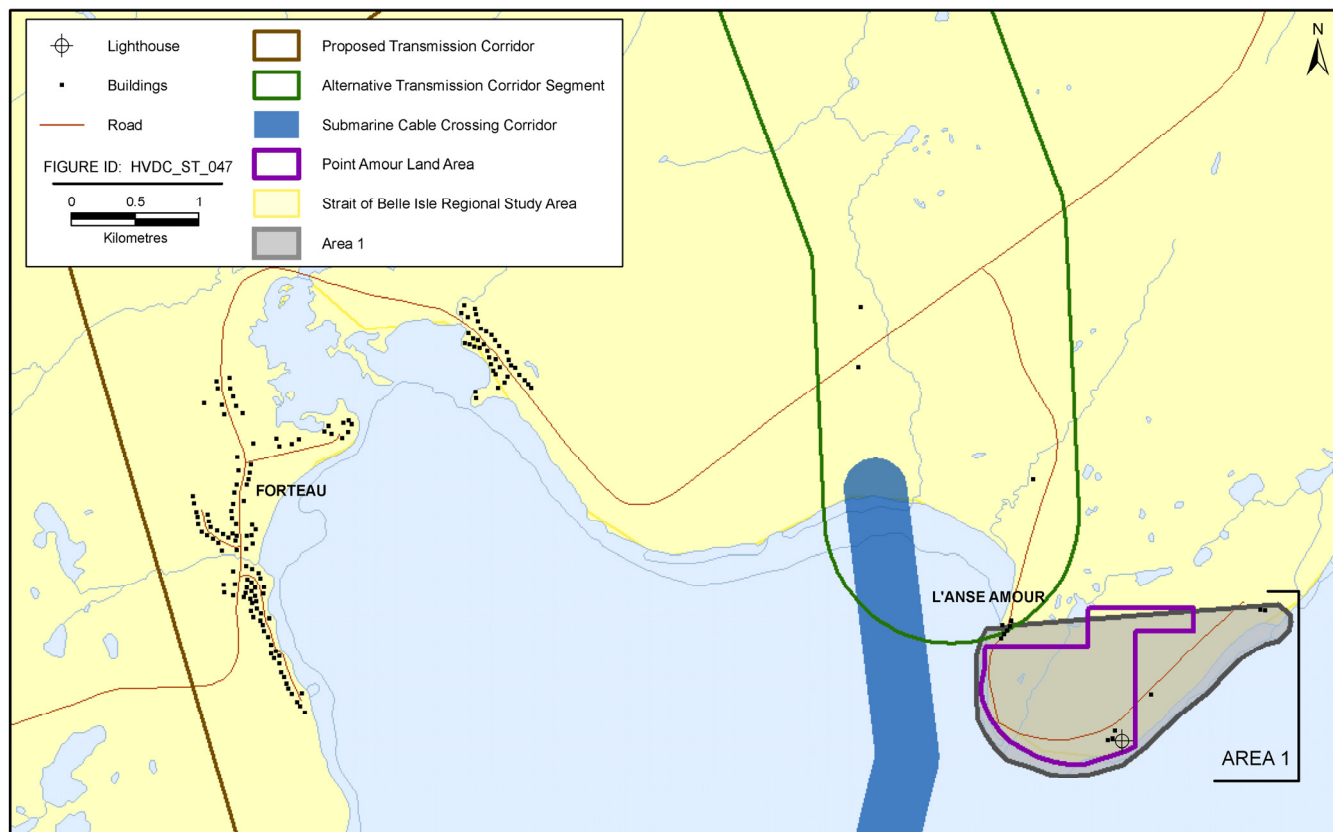 Lighthouse
Buildings
Road
FIGURE ID: HVDC_ST_047
0 0.5 1
Kilometres
Proposed Transmission Corridor
Alternative Transmission Corridor Segment
Submarine Cable Crossing Corridor
Point Amour Land Area
Strait of Belle Isle Regional Study Area
Area 1
N
FORTEAU
L'ANSE AMOUR
AREA 1